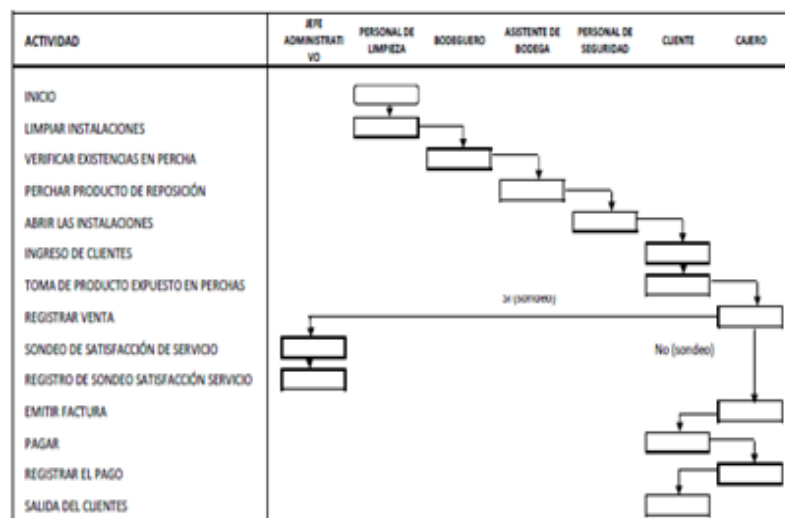 ACTIVIDAD
JEFE
ADMINISTRATI
VO
PERSONAL DE
LIMPIEZA
BODEGUERO
ASISTENTE DE
BODEGA
PERSONAL DE
SEGURIDAD
CLIENTE
CAJERO
INICIO
LIMPIAR INSTALACIONES
VERIFICAR EXISTENCIAS EN PERCHA
PERCHAR PRODUCTO DE REPOSICIÓN
ABRIR LAS INSTALACIONES
INGRESO DE CLIENTES
TOMA DE PRODUCTO EXPUESTO EN PERCHAS
SI (sondeo)
REGISTRAR VENTA
SONDEO DE SATISFACCIÓN DE SERVICIO
No (sondeo)
REGISTRO DE SONDEO SATISFACCIÓN SERVICIO
EMITIR FACTURA
PAGAR
REGISTRAR EL PAGO
SALIDA DEL CLIENTES